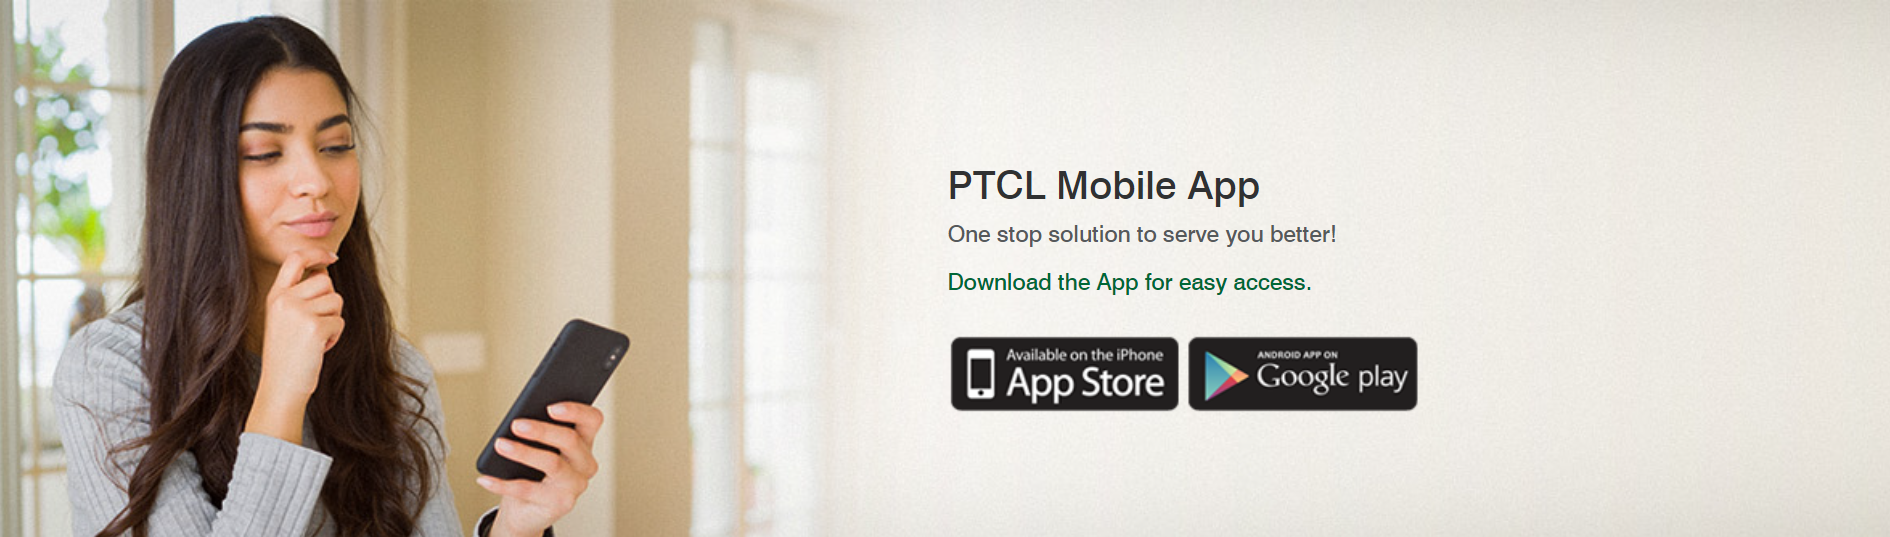 PTCL Mobile App
One stop solution to serve you better!
Download the App for easy access.
Available on the iPhone
App Store
ANDROID APP ON
Google play